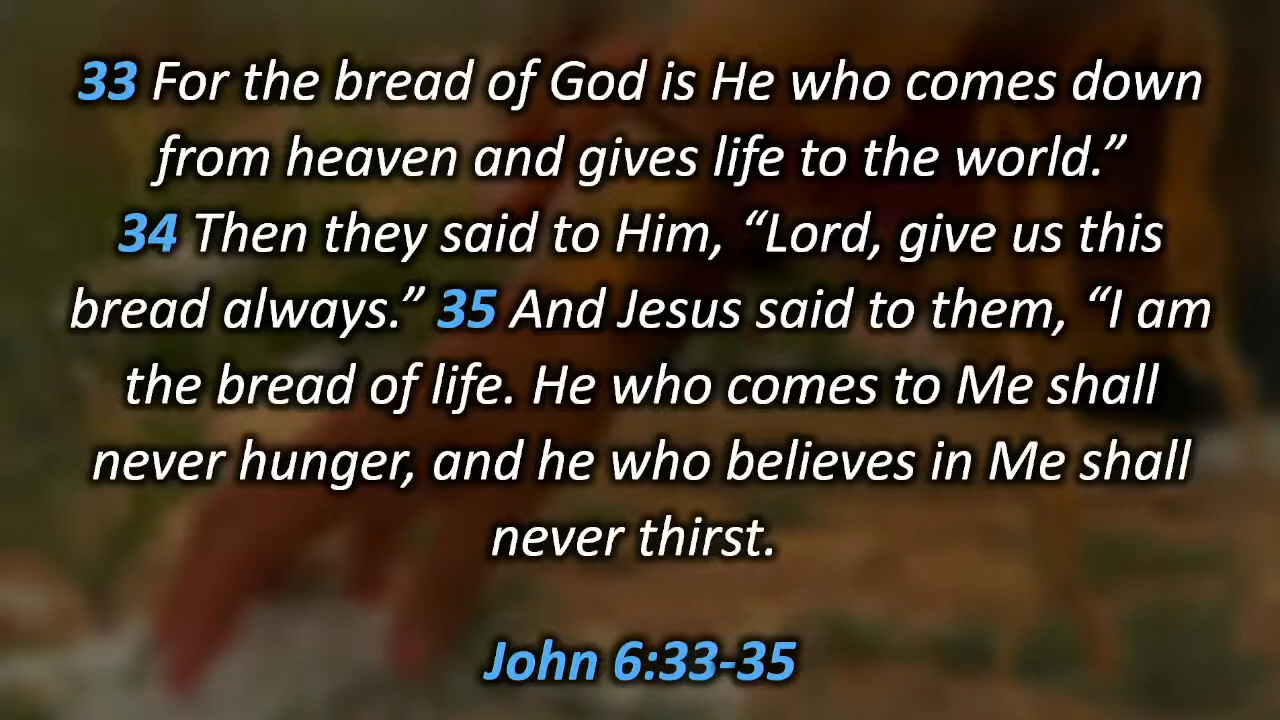 33 For the bread of God is He who comes down
from heaven and gives life to the world.”
34 Then they said to Him, “Lord, give us this
bread always.” 35 And Jesus said to them, “I am
the bread of life. He who comes to Me shall
never hunger, and he who believes in Me shall
never thirst.
John 6:33-35